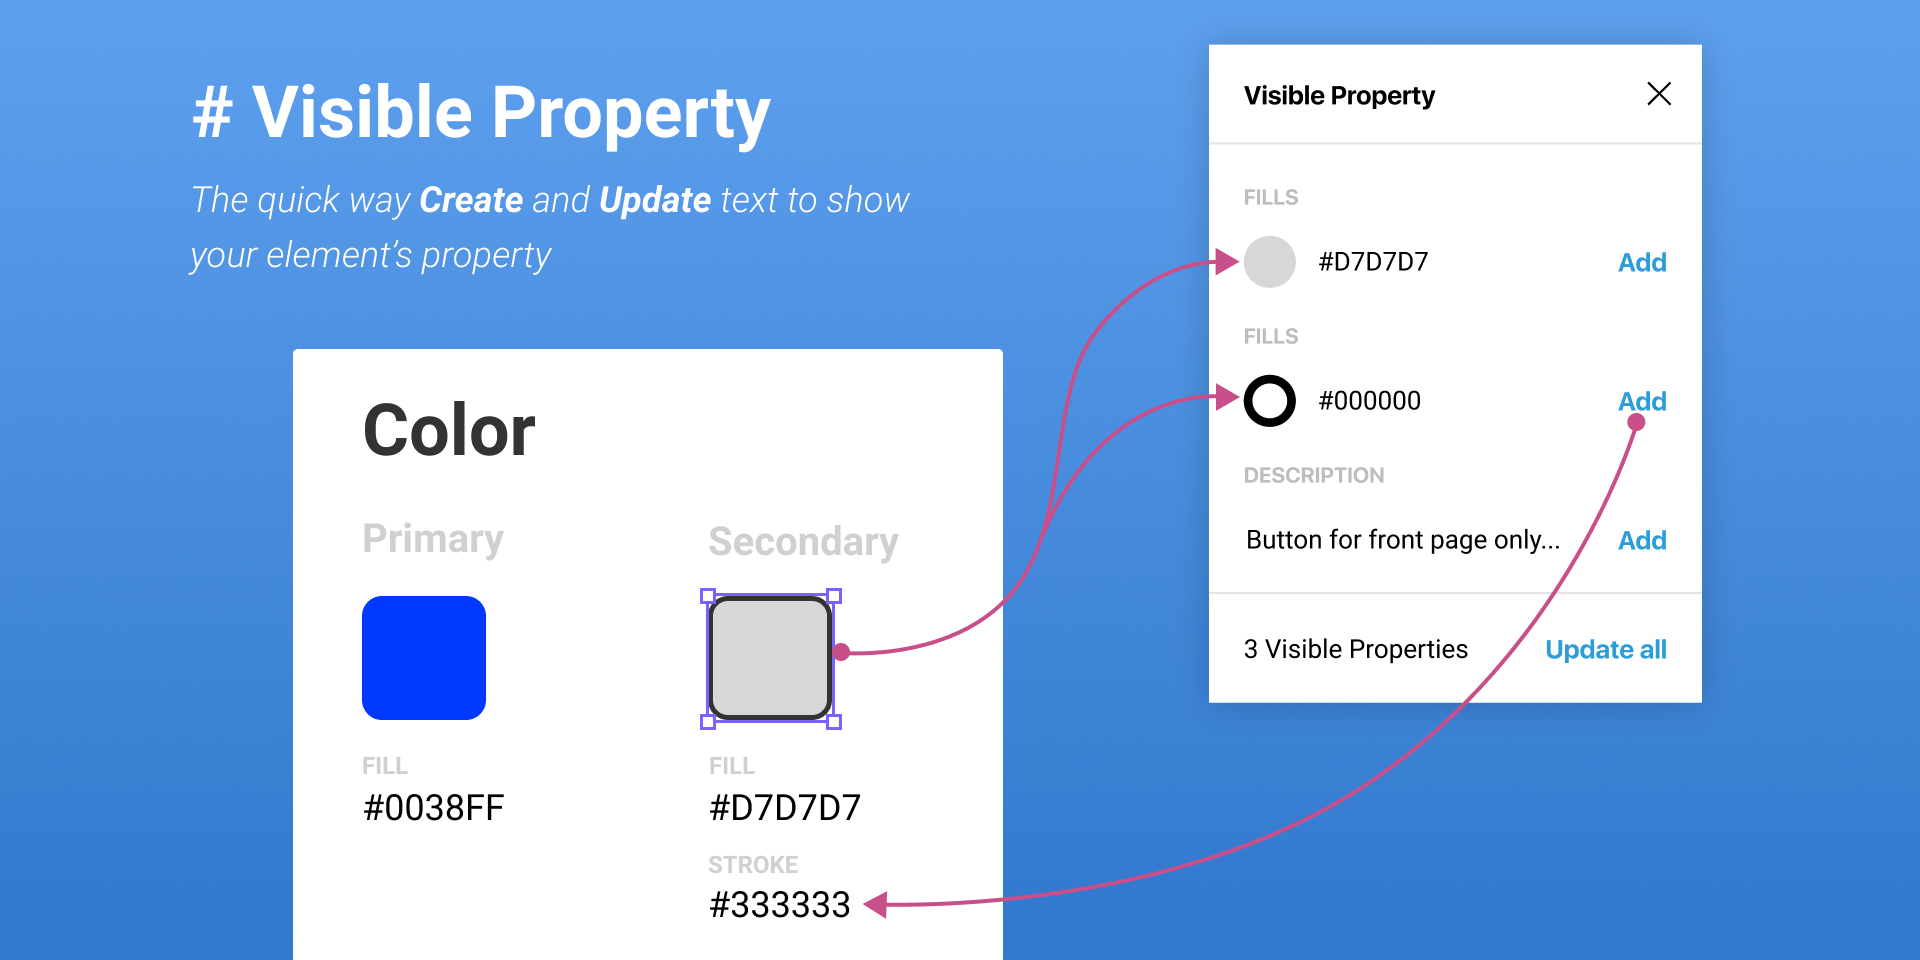 # Visible Property
The quick way Create and Update text to show
your element’s property
Color
Primary
Secondary
FILL
#0038FF
FILL
#D7D7D7
STROKE
#333333
Visible Property
FILLS
#D7D7D7 Add
FILLS
#000000 Add
DESCRIPTION
Button for front page only... Add
3 Visible Properties Update all